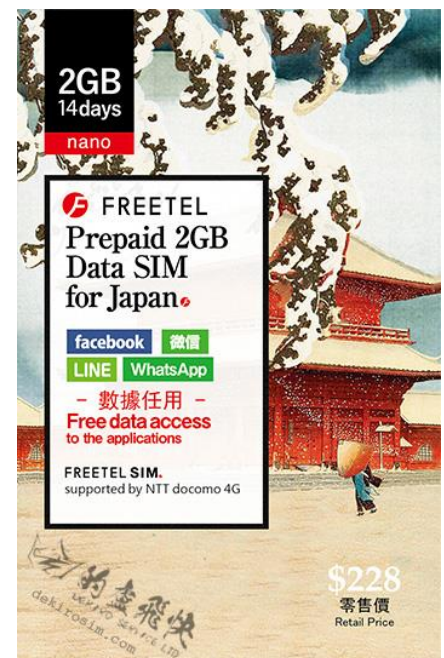 2GB
14days
nano
FREETEL
Prepaid 2GB
Data SIM
for Japan
facebook 微信
LINE WhatsApp
- 數據任用 -
Free data access
to the applications
FREETEL SIM.
supported by NTT docomo 4G
$228
零售價
Retail Price
dekirosim.com